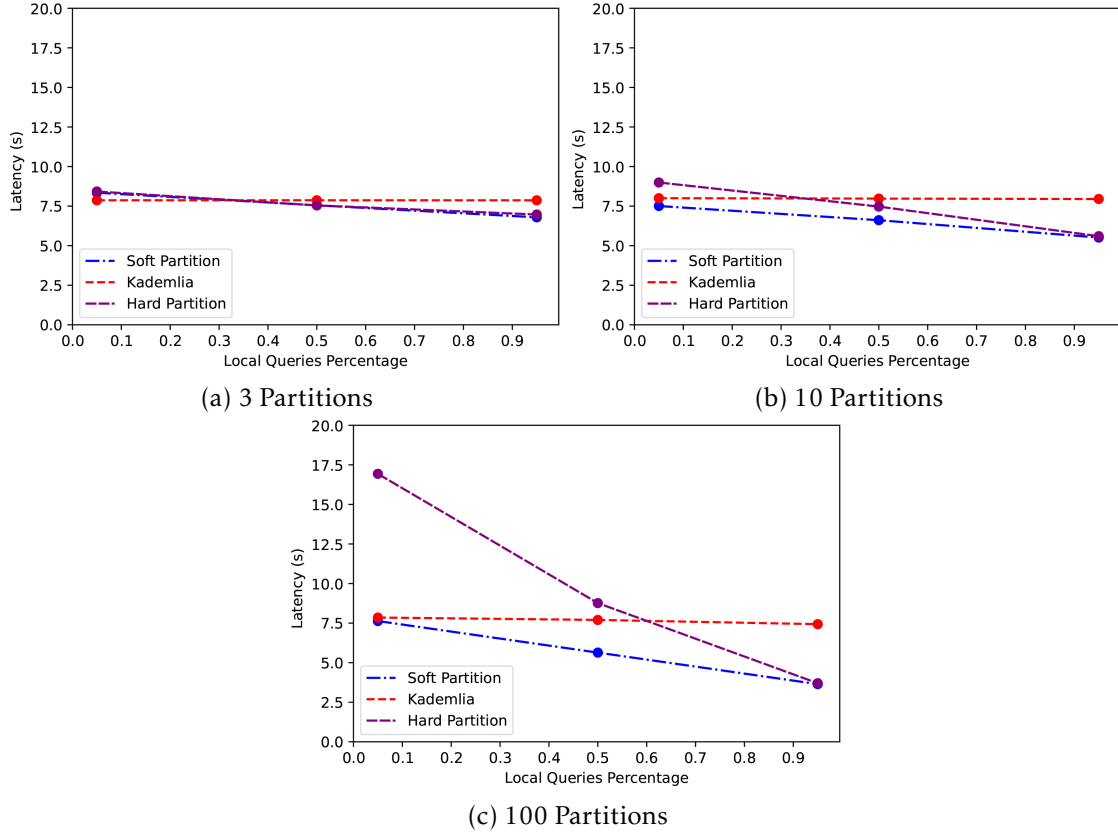 20.0
17.5
15.0
12.5
10.0
7.5
5.0
2.5
0.0
Latency (s)
Soft Partition
Kademlia
Hard Partition
0.0 0.1 0.2 0.3 0.4 0.5 0.6 0.7 0.8 0.9
Local Queries Percentage
(a) 3 Partitions
20.0
17.5
15.0
12.5
10.0
7.5
5.0
2.5
0.0
Latency (s)
Soft Partition
Kademlia
Hard Partition
0.0 0.1 0.2 0.3 0.4 0.5 0.6 0.7 0.8 0.9
Local Queries Percentage
(b) 10 Partitions
20.0
17.5
15.0
12.5
10.0
7.5
5.0
2.5
0.0
Latency (s)
Soft Partition
Kademlia
Hard Partition
0.0 0.1 0.2 0.3 0.4 0.5 0.6 0.7 0.8 0.9
Local Queries Percentage
(c) 100 Partitions